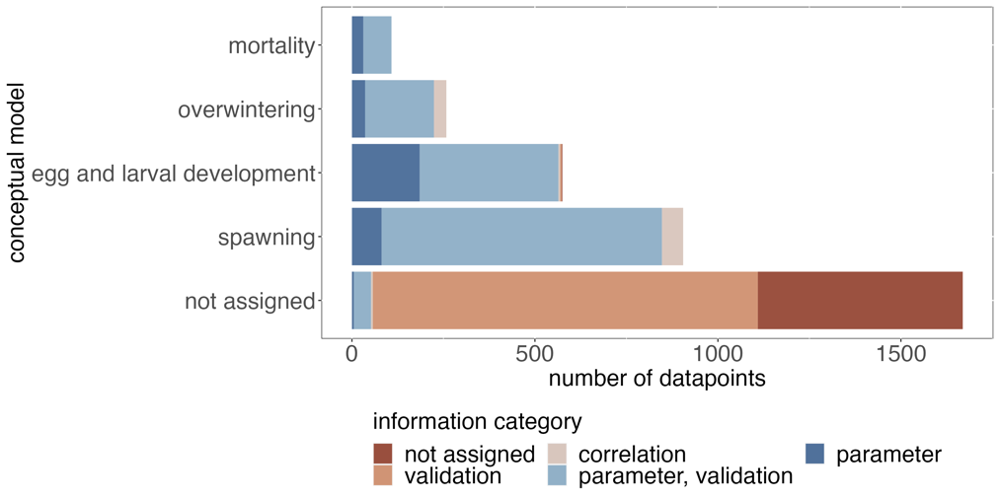 conceptual model
mortality
overwintering
egg and larval development
spawning
not assigned
0 500 1000 1500
number of datapoints
information category
not assigned correlation parameter
validation parameter, validation